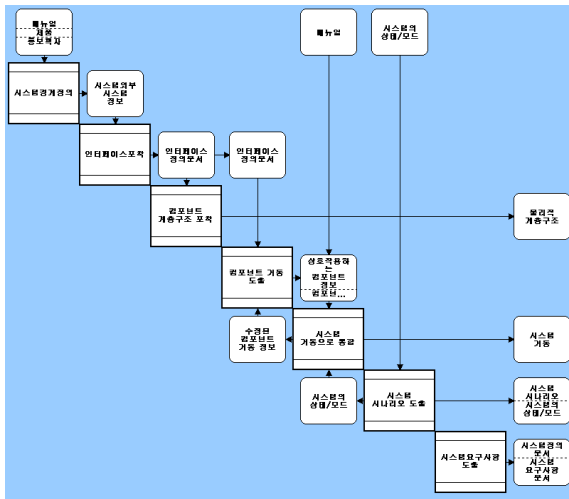 매뉴얼
제품
홍보책자
매뉴얼
시스템의
상태/모드
시스템경계정의
시스템외부
시스템
정보
인터페이스포착
인터페이스
정의문서
인터페이스
정의문서
컴포넌트
계층구조 포착
물리적
계층구조
컴포넌트 거동
도출
상호작용하
는
컴포넌트
정보
컴포넌...
수정된
컴포넌트
거동 정보
시스템
거동으로 통합
시스템
거동
시스템의
상태/모드
시스템
시나리오 도출
시스템
시나리오
시스템의
상태/모드
시스템요구사항
도출
시스템정의
문서
시스템
요구사항
문서